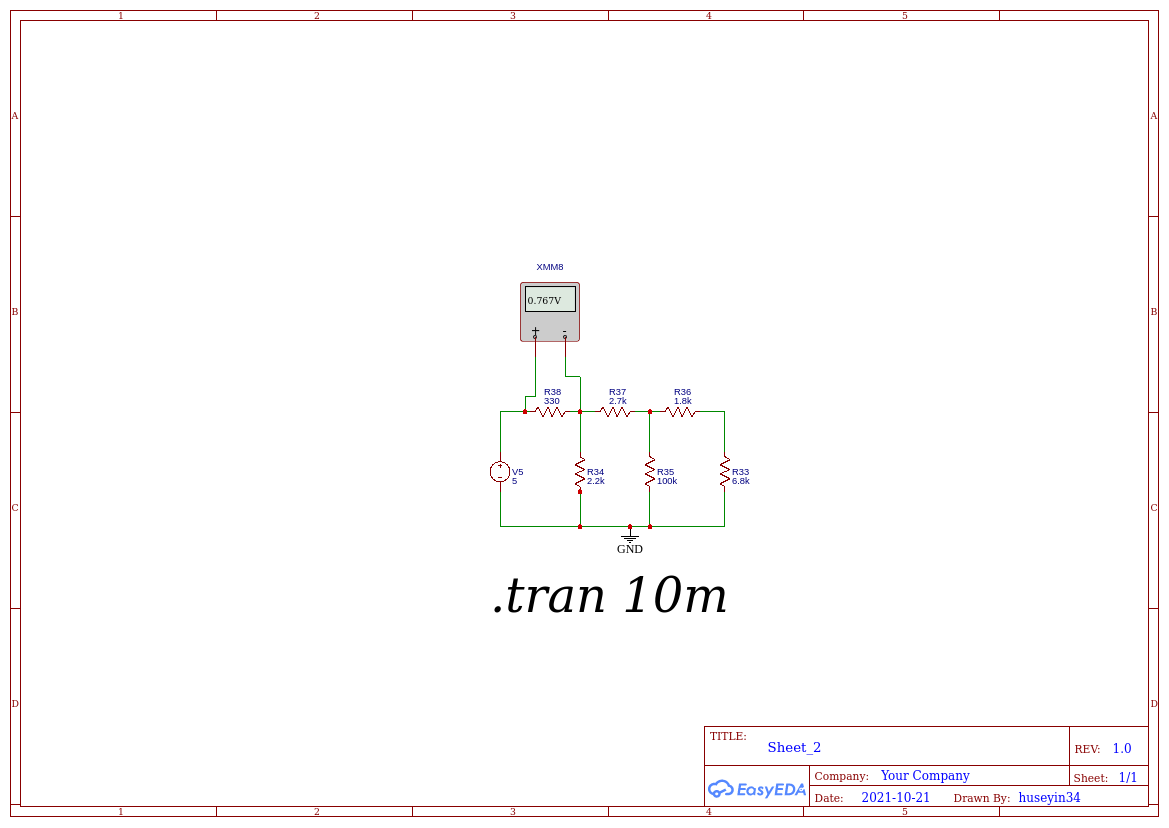 1 2 3 4 5
A A
XMM8
B B
0.767V
+ -
R38 R37 R36
330 2.7k 1.8k
V5 R34 R35 R33
5 2.2k 100k 6.8k
C C
GND
.tran 10m
D D
TITLE:
Sheet_2
REV: 1.0
Company: Your Company
Sheet: 1/1
EasyEDA
Date: 2021-10-21 Drawn By: huseyin34
1 2 3 4 5